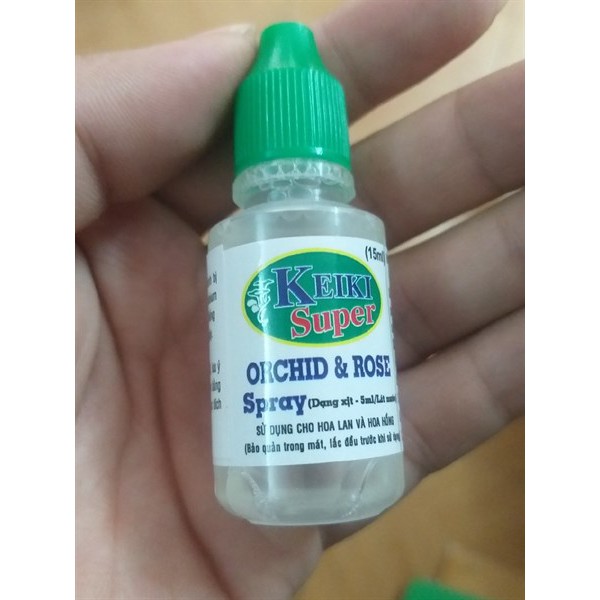 (15ml)
KEIKI
Super
ORCHID & ROSE
Spray (Dạng xịt - 5ml/Lít nước)
SỬ DỤNG CHO HOA LAN VÀ HOA HỒNG
(Bảo quản trong mát, lắc đều trước khi sử dụng)